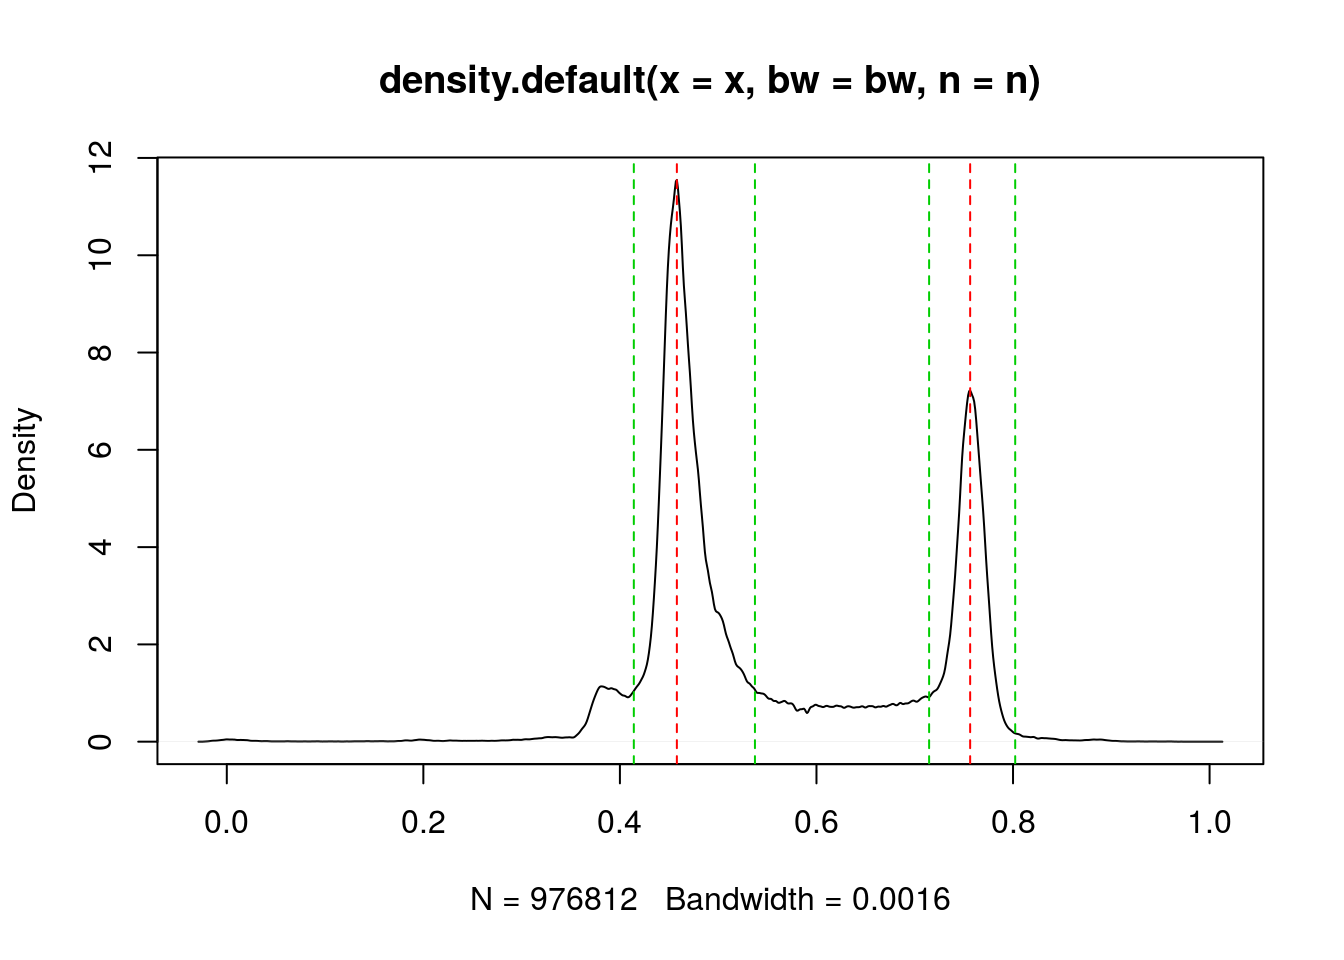 density.default(x = x, bw = bw, n = n)
12
10
8
6
4
2
0
Density
0.0 0.2 0.4 0.6 0.8 1.0
N = 976812 Bandwidth = 0.0016